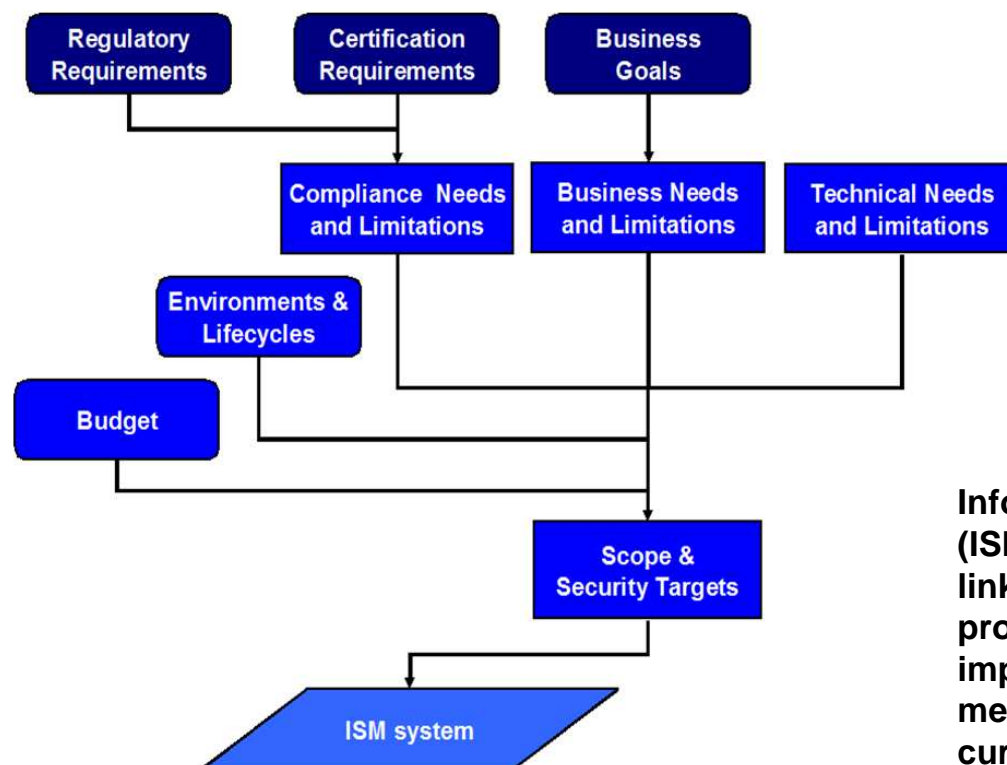 Regulatory
Requirements
Certification
Requirements
Business
Goals
Compliance Needs
and Limitations
Business Needs
and Limitations
Technical Needs
and Limitations
Environments &
Lifecycles
Budget
Scope &
Security Targets
ISM system